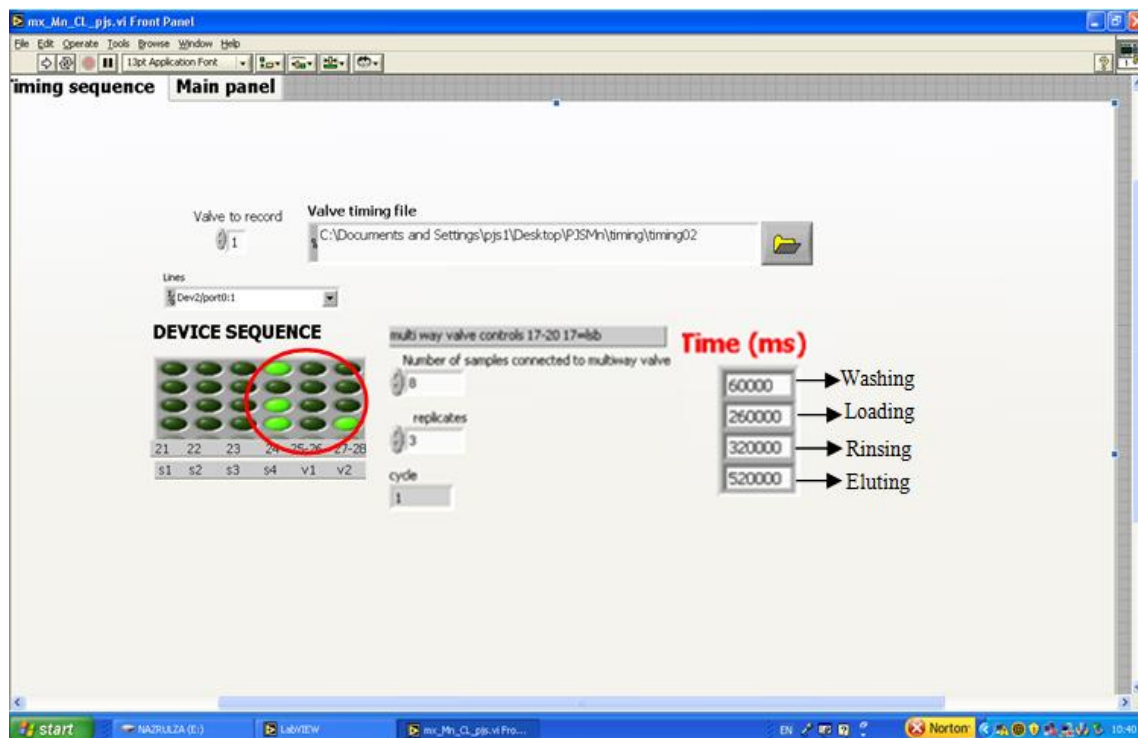 mx_Mn_CL_pjs.vi Front Panel
File Edit Operate Tools Browse Window Help
13pt Application Font
Timing sequence Main panel
Valve to record
1
Valve timing file
C:\Documents and Settings\pjs1\Desktop\PJSMn\timing\timing02
Lines
Dev2/port0:1
DEVICE SEQUENCE
21 22 23 24 25-26 27-28
s1 s2 s3 s4 v1 v2
multi way valve controls 17-20 17=lsb
Number of samples connected to multiway valve
8
replicates
3
cycle
1
Time (ms)
60000 Washing
260000 Loading
320000 Rinsing
520000 Eluting
start NAZRULZA (E:) LabVIEW mx_Mn_CL_pjs.vi Fro... EN Norton 10:40